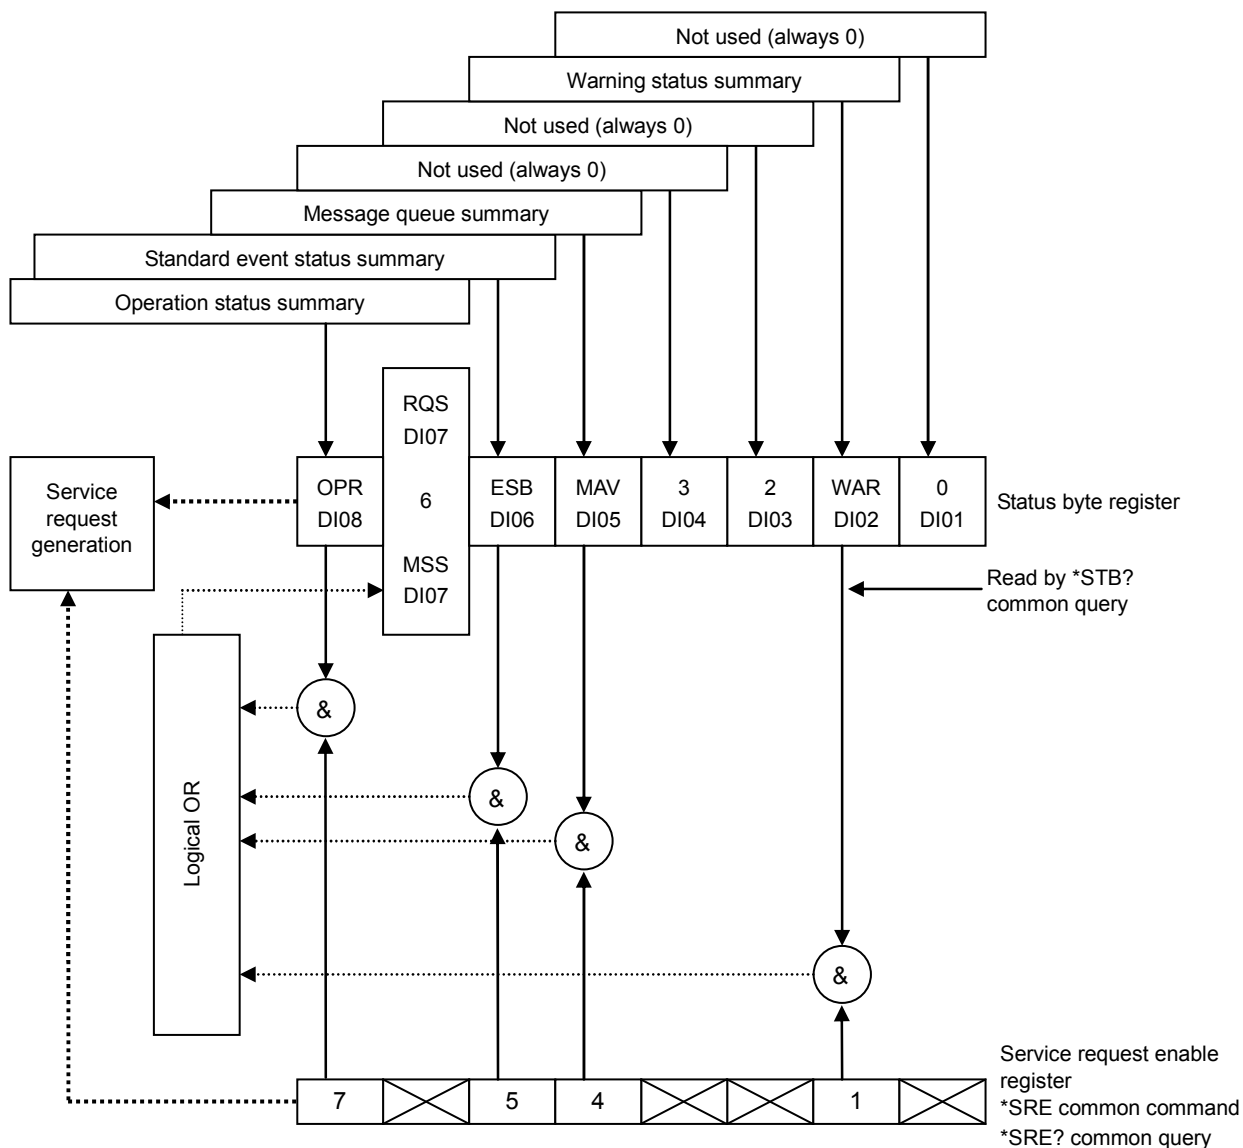 Not used (always 0)
Warning status summary
Not used (always 0)
Not used (always 0)
Message queue summary
Standard event status summary
Operation status summary
RQS
DI07
6
MSS
DI07
Service
request
generation
OPR
DI08
ESB
DI06
MAV
DI05
3
DI04
2
DI03
WAR
DI02
0
DI01
Status byte register
Read by *STB?
common query
&
&
&
&
Logical OR
7
5
4
1
Service request enable
register
*SRE common command
*SRE? common query